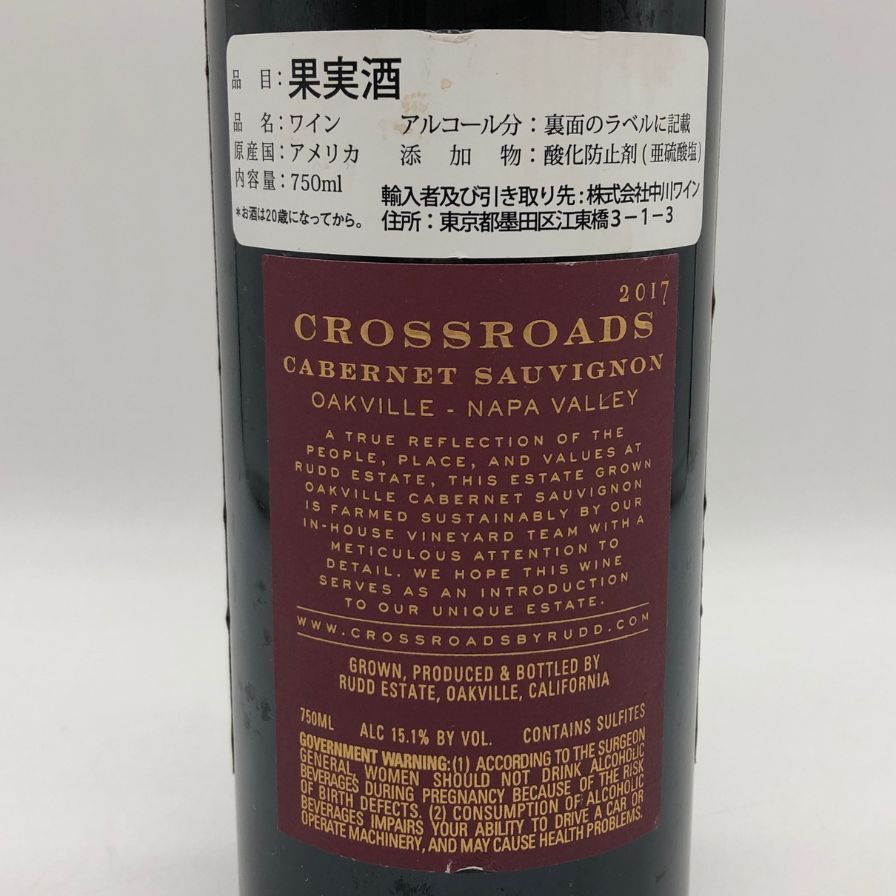 品 目：果実酒
品 名：ワイン アルコール分：裏面のラベルに記載
原産国：アメリカ 添 加 物：酸化防止剤(亜硫酸塩)
内容量：750ml 輸入者及び引き取り先：株式会社中川ワイン
＊お酒は20歳になってから。 住所：東京都墨田区江東橋3－1－3
2017
CROSSROADS
CABERNET SAUVIGNON
OAKVILLE - NAPA VALLEY
A TRUE REFLECTION OF THE
PEOPLE, PLACE, AND VALUES AT
RUDD ESTATE, THIS ESTATE GROWN
OAKVILLE CABERNET SAUVIGNON
IS FARMED SUSTAINABLY BY OUR
IN-HOUSE VINEYARD TEAM WITH A
METICULOUS ATTENTION TO
DETAIL. WE HOPE THIS WINE
SERVES AS AN INTRODUCTION
TO OUR UNIQUE ESTATE.
WWW.CROSSROADSBYRUDD.COM
GROWN, PRODUCED & BOTTLED BY
RUDD ESTATE, OAKVILLE, CALIFORNIA
750ML ALC 15.1% BY VOL. CONTAINS SULFITES
GOVERNMENT WARNING: (1) ACCORDING TO THE SURGEON
GENERAL, WOMEN SHOULD NOT DRINK ALCOHOLIC
BEVERAGES DURING PREGNANCY BECAUSE OF THE RISK
OF BIRTH DEFECTS. (2) CONSUMPTION OF ALCOHOLIC
BEVERAGES IMPAIRS YOUR ABILITY TO DRIVE A CAR OR
OPERATE MACHINERY, AND MAY CAUSE HEALTH PROBLEMS.